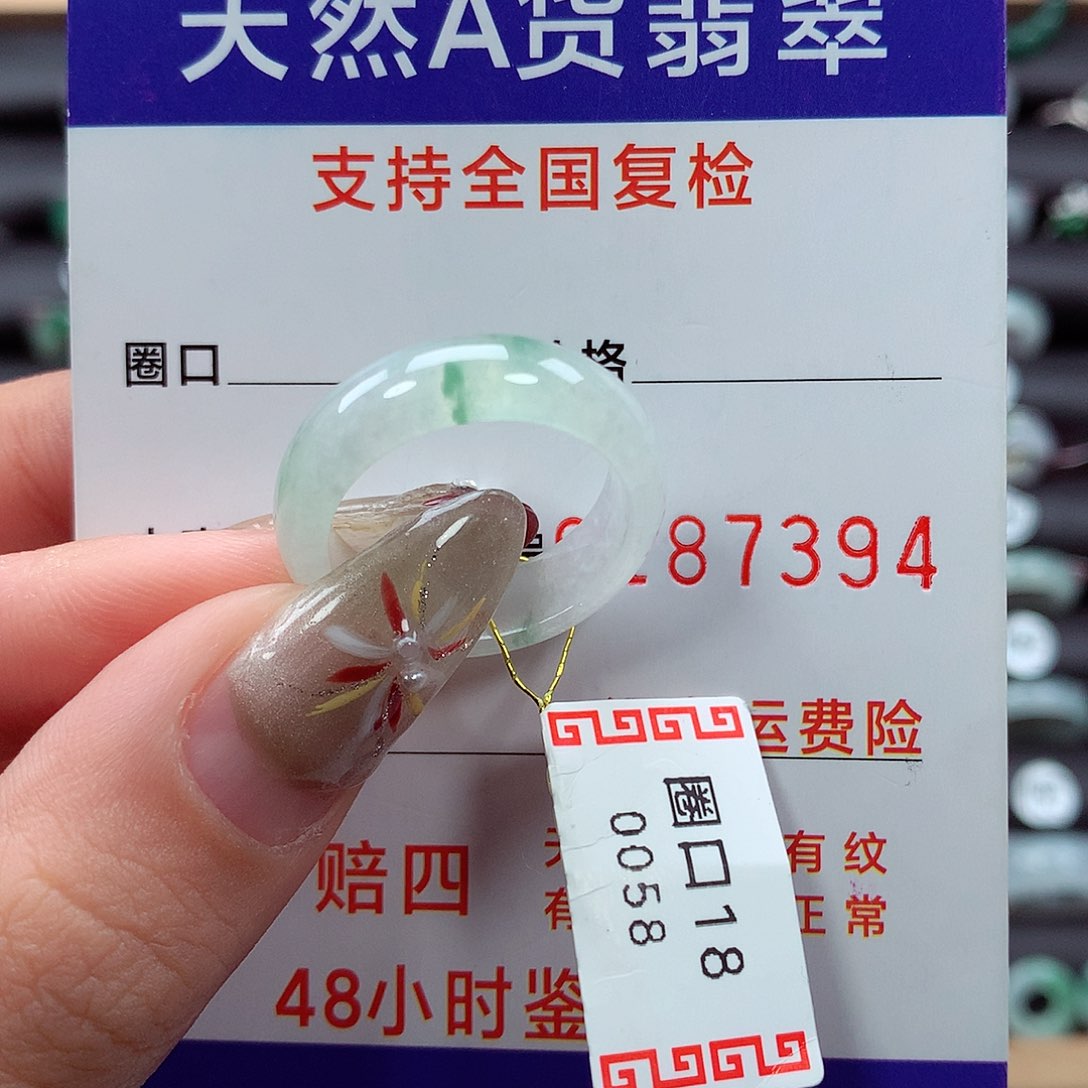 天然A货翡翠
支持全国复检
圈口 格
87394
运费险
赔四
有纹
正常
48小时鉴
圈口18
0058